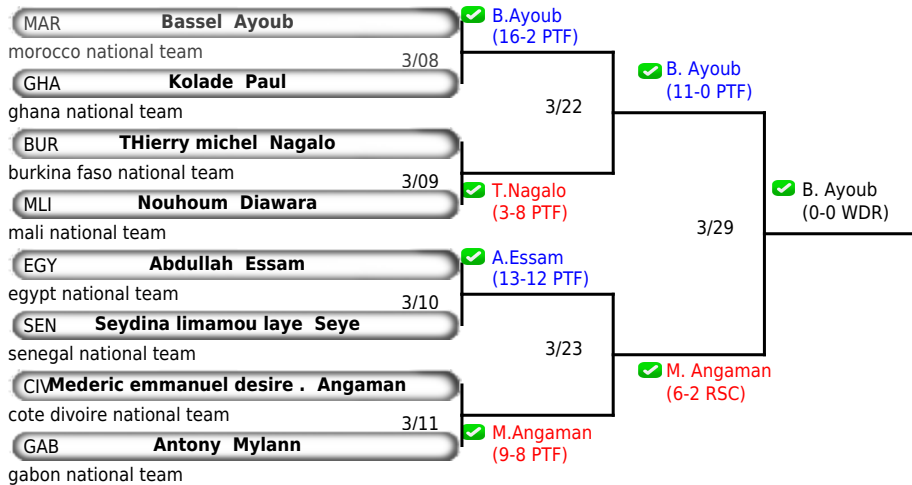 MAR Bassel Ayoub
morocco national team
3/08
GHA Kolade Paul
ghana national team
BUR THierry michel Nagalo
burkina faso national team
3/09
MLI Nouhoum Diawara
mali national team
EGY Abdullah Essam
egypt national team
3/10
SEN Seydina limamou laye Seye
senegal national team
CIV Mederic emmanuel desire . Angaman
cote divoire national team
3/11
GAB Antony Mylann
gabon national team
B.Ayoub
(16-2 PTF)
3/22
T.Nagalo
(3-8 PTF)
A.Essam
(13-12 PTF)
3/23
M.Angaman
(9-8 PTF)
B. Ayoub
(11-0 PTF)
3/29
M. Angaman
(6-2 RSC)
B. Ayoub
(0-0 WDR)